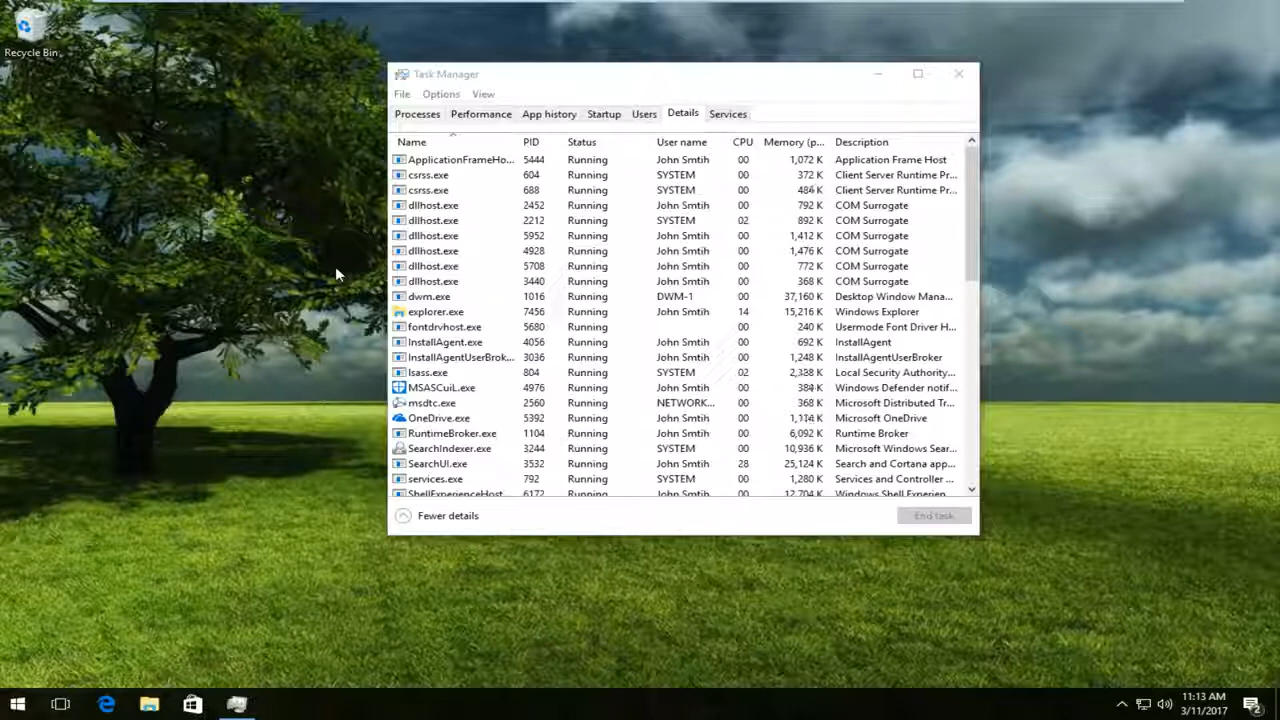 Recycle Bin
Task Manager
File Options View
Processes Performance App history Startup Users Details Services
Name PID Status User name CPU Memory (p... Description
ApplicationFrameHo... 5444 Running John Smtih 00 1,072 K Application Frame Host
csrss.exe 604 Running SYSTEM 00 372 K Client Server Runtime Pr...
csrss.exe 688 Running SYSTEM 00 484 K Client Server Runtime Pr...
dllhost.exe 2452 Running John Smtih 00 792 K COM Surrogate
dllhost.exe 2212 Running SYSTEM 02 892 K COM Surrogate
dllhost.exe 5952 Running John Smtih 00 1,412 K COM Surrogate
dllhost.exe 4928 Running John Smtih 00 1,476 K COM Surrogate
dllhost.exe 5708 Running John Smtih 00 772 K COM Surrogate
dllhost.exe 3440 Running John Smtih 00 368 K COM Surrogate
dwm.exe 1016 Running DWM-1 00 37,160 K Desktop Window Mana...
explorer.exe 7456 Running John Smtih 14 15,216 K Windows Explorer
fontdrvhost.exe 5680 Running 00 240 K Usermode Font Driver H...
InstallAgent.exe 4056 Running John Smtih 00 692 K InstallAgent
InstallAgentUserBrok... 3036 Running John Smtih 00 1,248 K InstallAgentUserBroker
lsass.exe 804 Running SYSTEM 02 2,388 K Local Security Authority...
MSASCuiL.exe 4976 Running John Smtih 00 384 K Windows Defender notif...
msdtc.exe 2560 Running NETWORK... 00 368 K Microsoft Distributed Tr...
OneDrive.exe 5392 Running John Smtih 00 1,114 K Microsoft OneDrive
RuntimeBroker.exe 1104 Running John Smtih 00 6,092 K Runtime Broker
SearchIndexer.exe 3244 Running SYSTEM 00 10,936 K Microsoft Windows Sear...
SearchUI.exe 3532 Running John Smtih 28 25,124 K Search and Cortana app...
services.exe 792 Running SYSTEM 00 1,280 K Services and Controller ...
ShellExperienceHost... 6172 Running John Smtih 00 12,704 K Windows Shell Experien...
Fewer details End task
11:13 AM
3/11/2017
2